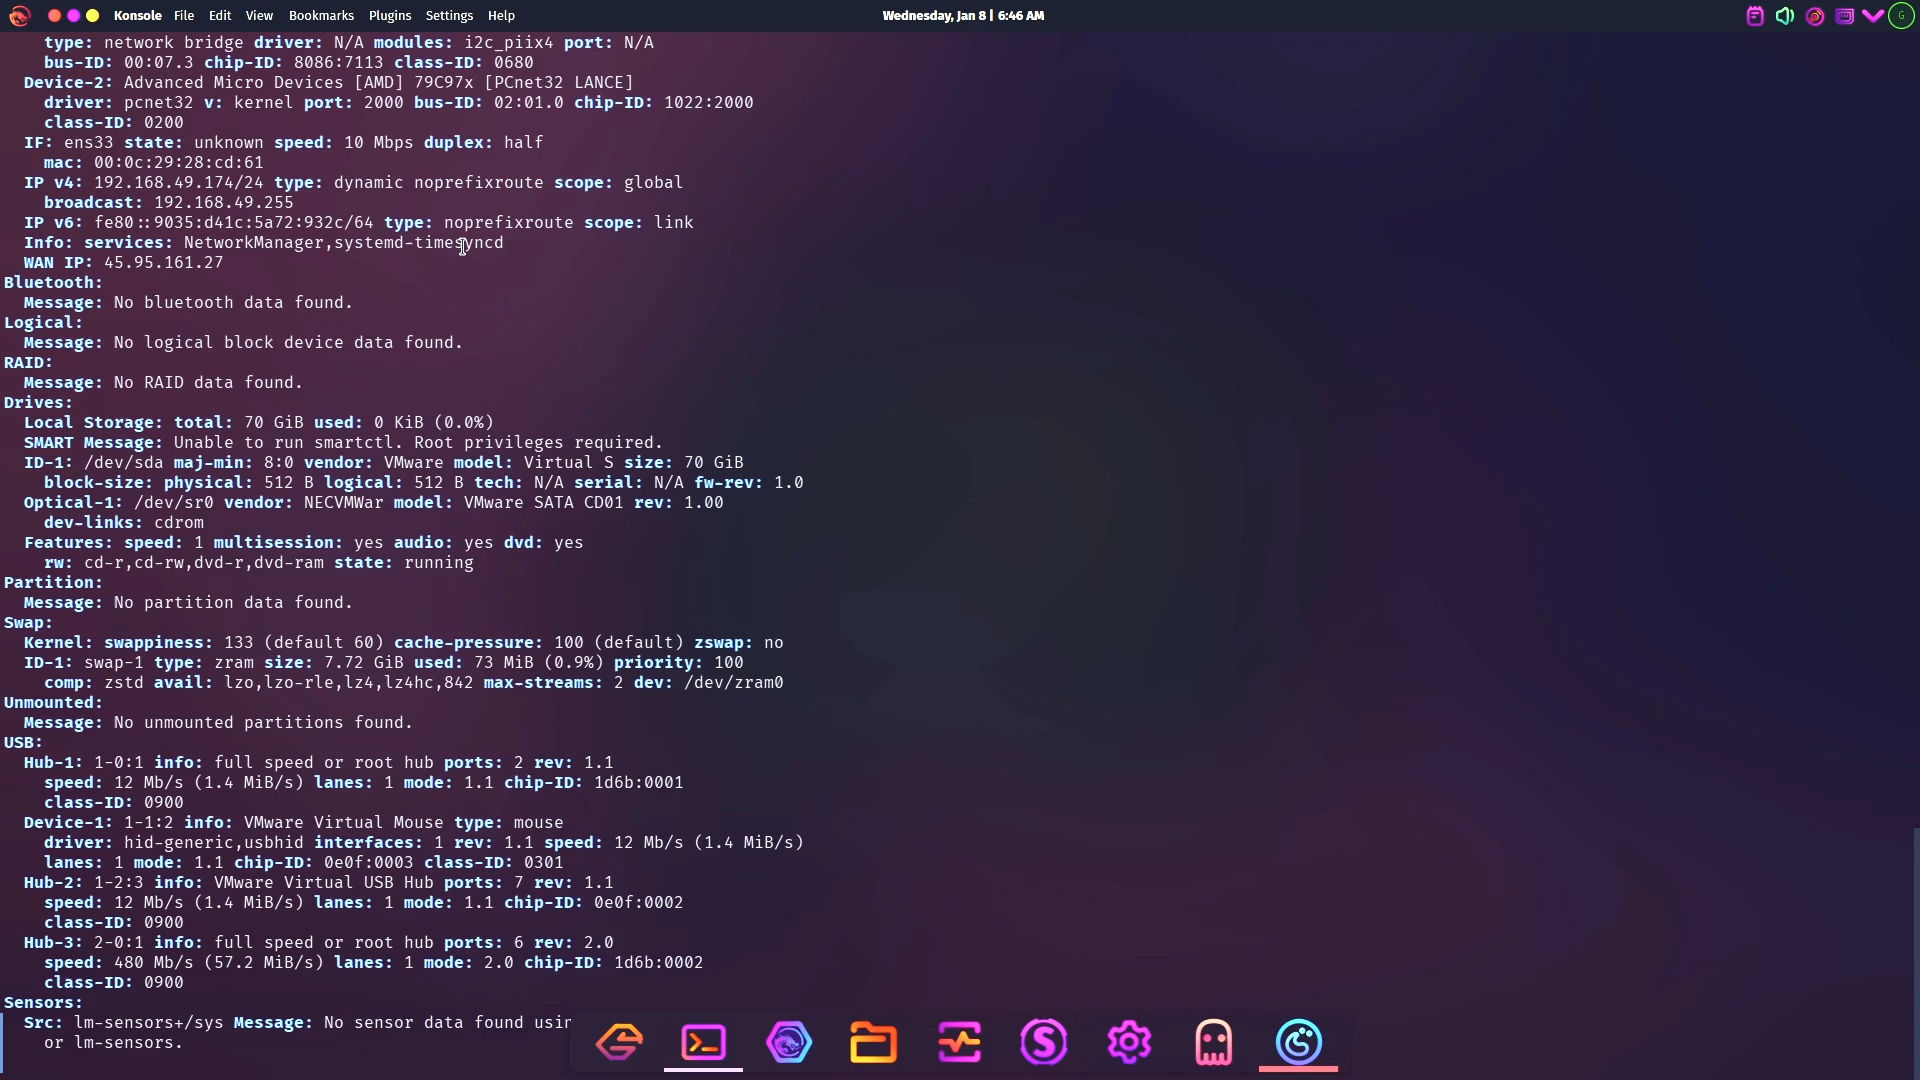 Konsole File Edit View Bookmarks Plugins Settings Help Wednesday, Jan 8 | 6:46 AM
type: network bridge driver: N/A modules: i2c_piix4 port: N/A
bus-ID: 00:07.3 chip-ID: 8086:7113 class-ID: 0680
Device-2: Advanced Micro Devices [AMD] 79C97x [PCnet32 LANCE]
driver: pcnet32 v: kernel port: 2000 bus-ID: 02:01.0 chip-ID: 1022:2000
class-ID: 0200
IF: ens33 state: unknown speed: 10 Mbps duplex: half
mac: 00:0c:29:28:cd:61
IP v4: 192.168.49.174/24 type: dynamic noprefixroute scope: global
broadcast: 192.168.49.255
IP v6: fe80::9035:d41c:5a72:932c/64 type: noprefixroute scope: link
Info: services: NetworkManager,systemd-timesyncd
WAN IP: 45.95.161.27
Bluetooth:
Message: No bluetooth data found.
Logical:
Message: No logical block device data found.
RAID:
Message: No RAID data found.
Drives:
Local Storage: total: 70 GiB used: 0 KiB (0.0%)
SMART Message: Unable to run smartctl. Root privileges required.
ID-1: /dev/sda maj-min: 8:0 vendor: VMware model: Virtual S size: 70 GiB
block-size: physical: 512 B logical: 512 B tech: N/A serial: N/A fw-rev: 1.0
Optical-1: /dev/sr0 vendor: NECVMWar model: VMware SATA CD01 rev: 1.00
dev-links: cdrom
Features: speed: 1 multisession: yes audio: yes dvd: yes
rw: cd-r,cd-rw,dvd-r,dvd-ram state: running
Partition:
Message: No partition data found.
Swap:
Kernel: swappiness: 133 (default 60) cache-pressure: 100 (default) zswap: no
ID-1: swap-1 type: zram size: 7.72 GiB used: 73 MiB (0.9%) priority: 100
comp: zstd avail: lzo,lzo-rle,lz4,lz4hc,842 max-streams: 2 dev: /dev/zram0
Unmounted:
Message: No unmounted partitions found.
USB:
Hub-1: 1-0:1 info: full speed or root hub ports: 2 rev: 1.1
speed: 12 Mb/s (1.4 MiB/s) lanes: 1 mode: 1.1 chip-ID: 1d6b:0001
class-ID: 0900
Device-1: 1-1:2 info: VMware Virtual Mouse type: mouse
driver: hid-generic,usbhid interfaces: 1 rev: 1.1 speed: 12 Mb/s (1.4 MiB/s)
lanes: 1 mode: 1.1 chip-ID: 0e0f:0003 class-ID: 0301
Hub-2: 1-2:3 info: VMware Virtual USB Hub ports: 7 rev: 1.1
speed: 12 Mb/s (1.4 MiB/s) lanes: 1 mode: 1.1 chip-ID: 0e0f:0002
class-ID: 0900
Hub-3: 2-0:1 info: full speed or root hub ports: 6 rev: 2.0
speed: 480 Mb/s (57.2 MiB/s) lanes: 1 mode: 2.0 chip-ID: 1d6b:0002
class-ID: 0900
Sensors:
Src: lm-sensors+/sys Message: No sensor data found usin
or lm-sensors.